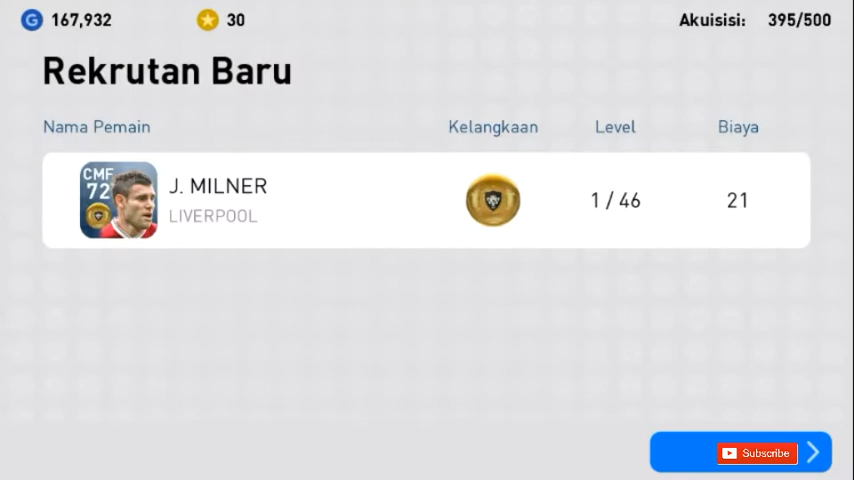 G 167,932 30 Akuisisi: 395/500
Rekrutan Baru
Nama Pemain Kelangkaan Level Biaya
CMF
72
J. MILNER
LIVERPOOL
1 / 46 21
Subscribe